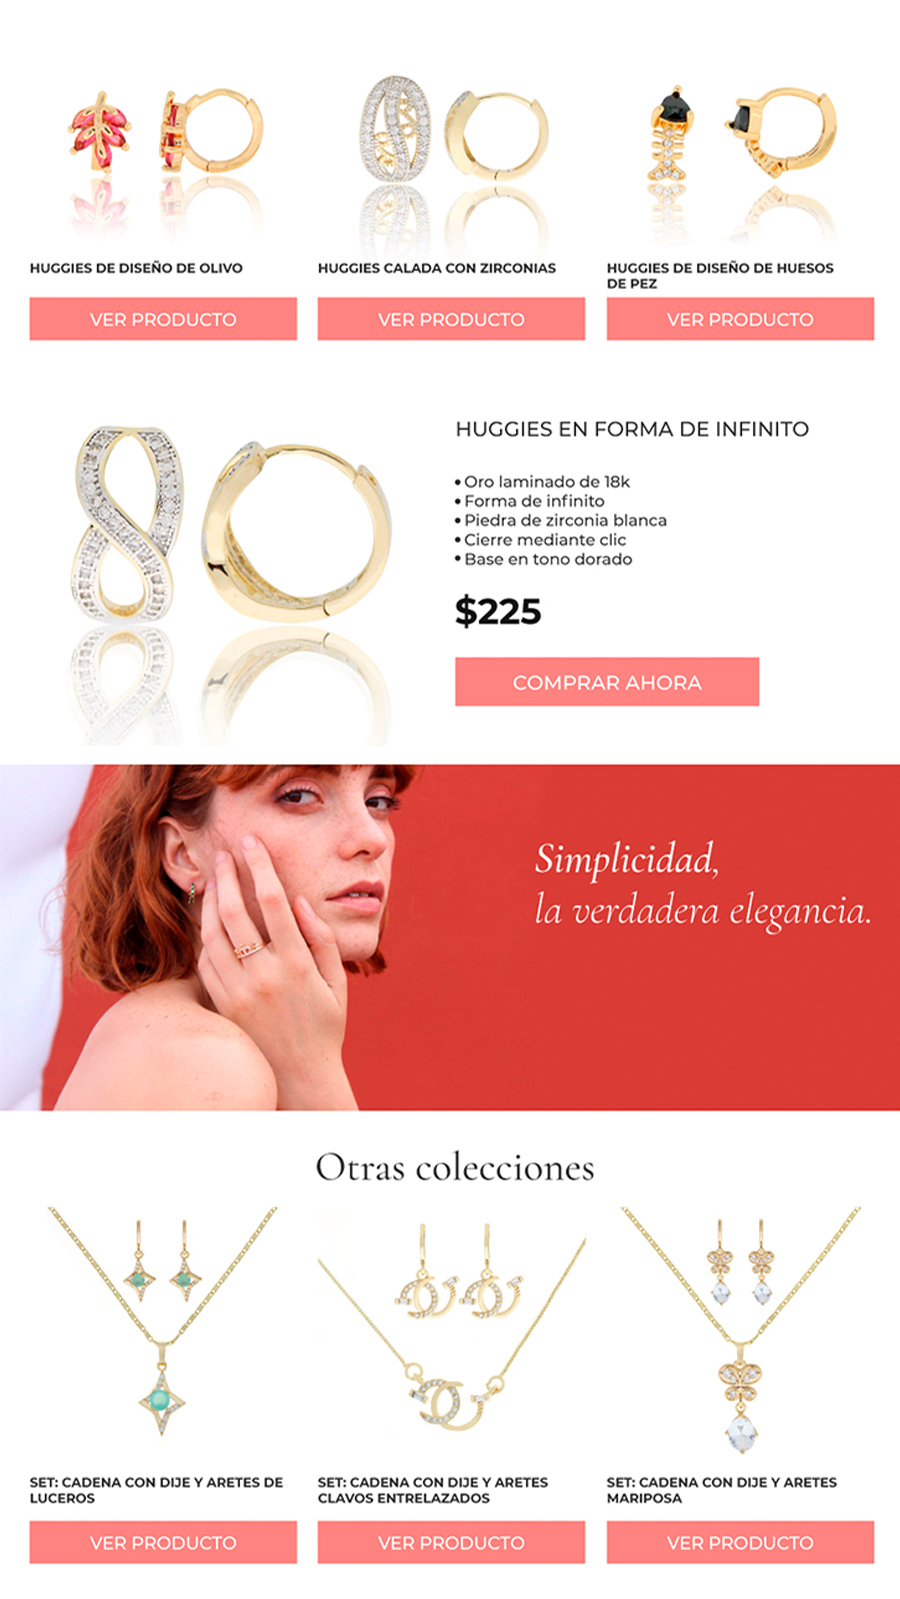 HUGGIES DE DISEÑO DE OLIVO
VER PRODUCTO
HUGGIES CALADA CON ZIRCONIAS
VER PRODUCTO
HUGGIES DE DISEÑO DE HUESOS
DE PEZ
VER PRODUCTO
HUGGIES EN FORMA DE INFINITO
• Oro laminado de 18k
• Forma de infinito
• Piedra de zirconia blanca
• Cierre mediante clic
• Base en tono dorado
$225
COMPRAR AHORA
Simplicidad,
la verdadera elegancia.
Otras colecciones
SET: CADENA CON DIJE Y ARETES DE
LUCEROS
VER PRODUCTO
SET: CADENA CON DIJE Y ARETES
CLAVOS ENTRELAZADOS
VER PRODUCTO
SET: CADENA CON DIJE Y ARETES
MARIPOSA
VER PRODUCTO